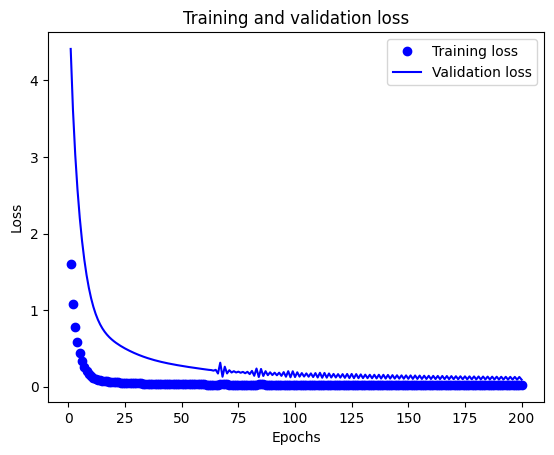 Training and validation loss
Training loss
Validation loss
4
3
2
1
0
Loss
0 25 50 75 100 125 150 175 200
Epochs